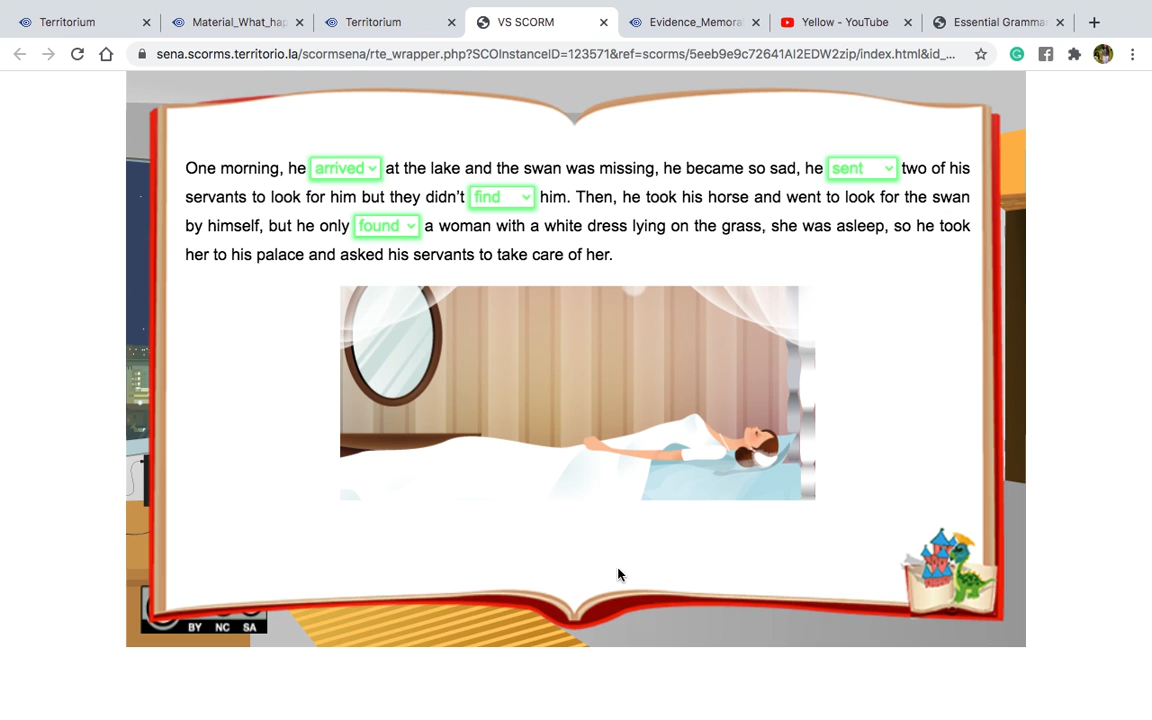 Territorium
Material_What_hap
Territorium
VS SCORM
Evidence_Memora
Yellow - YouTube
Essential Gramma
sena.scorms.territorio.la/scormsena/rte_wrapper.php?SCOInstanceID=123571&ref=scorms/5eeb9e9c72641AI2EDW2zip/index.html&id_...
One morning, he arrived at the lake and the swan was missing, he became so sad, he sent two of his
servants to look for him but they didn’t find him. Then, he took his horse and went to look for the swan
by himself, but he only found a woman with a white dress lying on the grass, she was asleep, so he took
her to his palace and asked his servants to take care of her.
BY NC SA